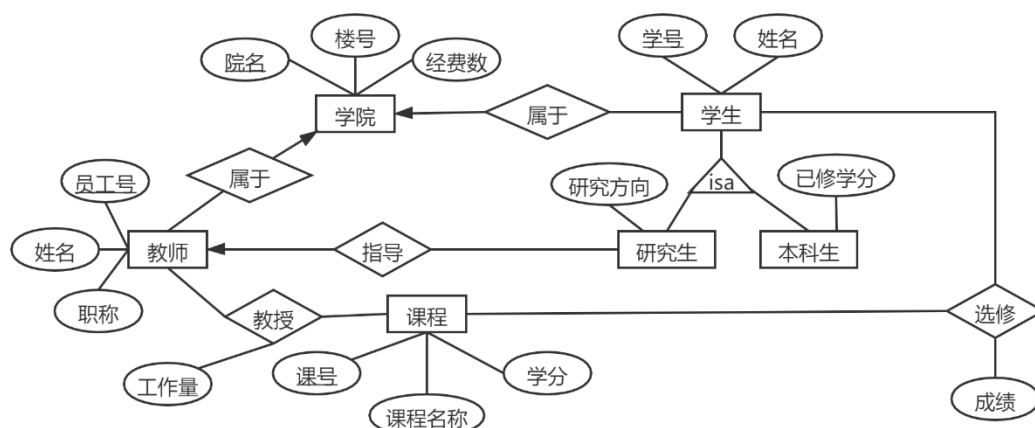 楼号
学号
姓名
院名
经费数
学院
属于
学生
属于
员工号
研究方向
isa
已修学分
姓名
教师
指导
研究生
本科生
职称
教授
课程
选修
工作量
课号
学分
课程名称
成绩